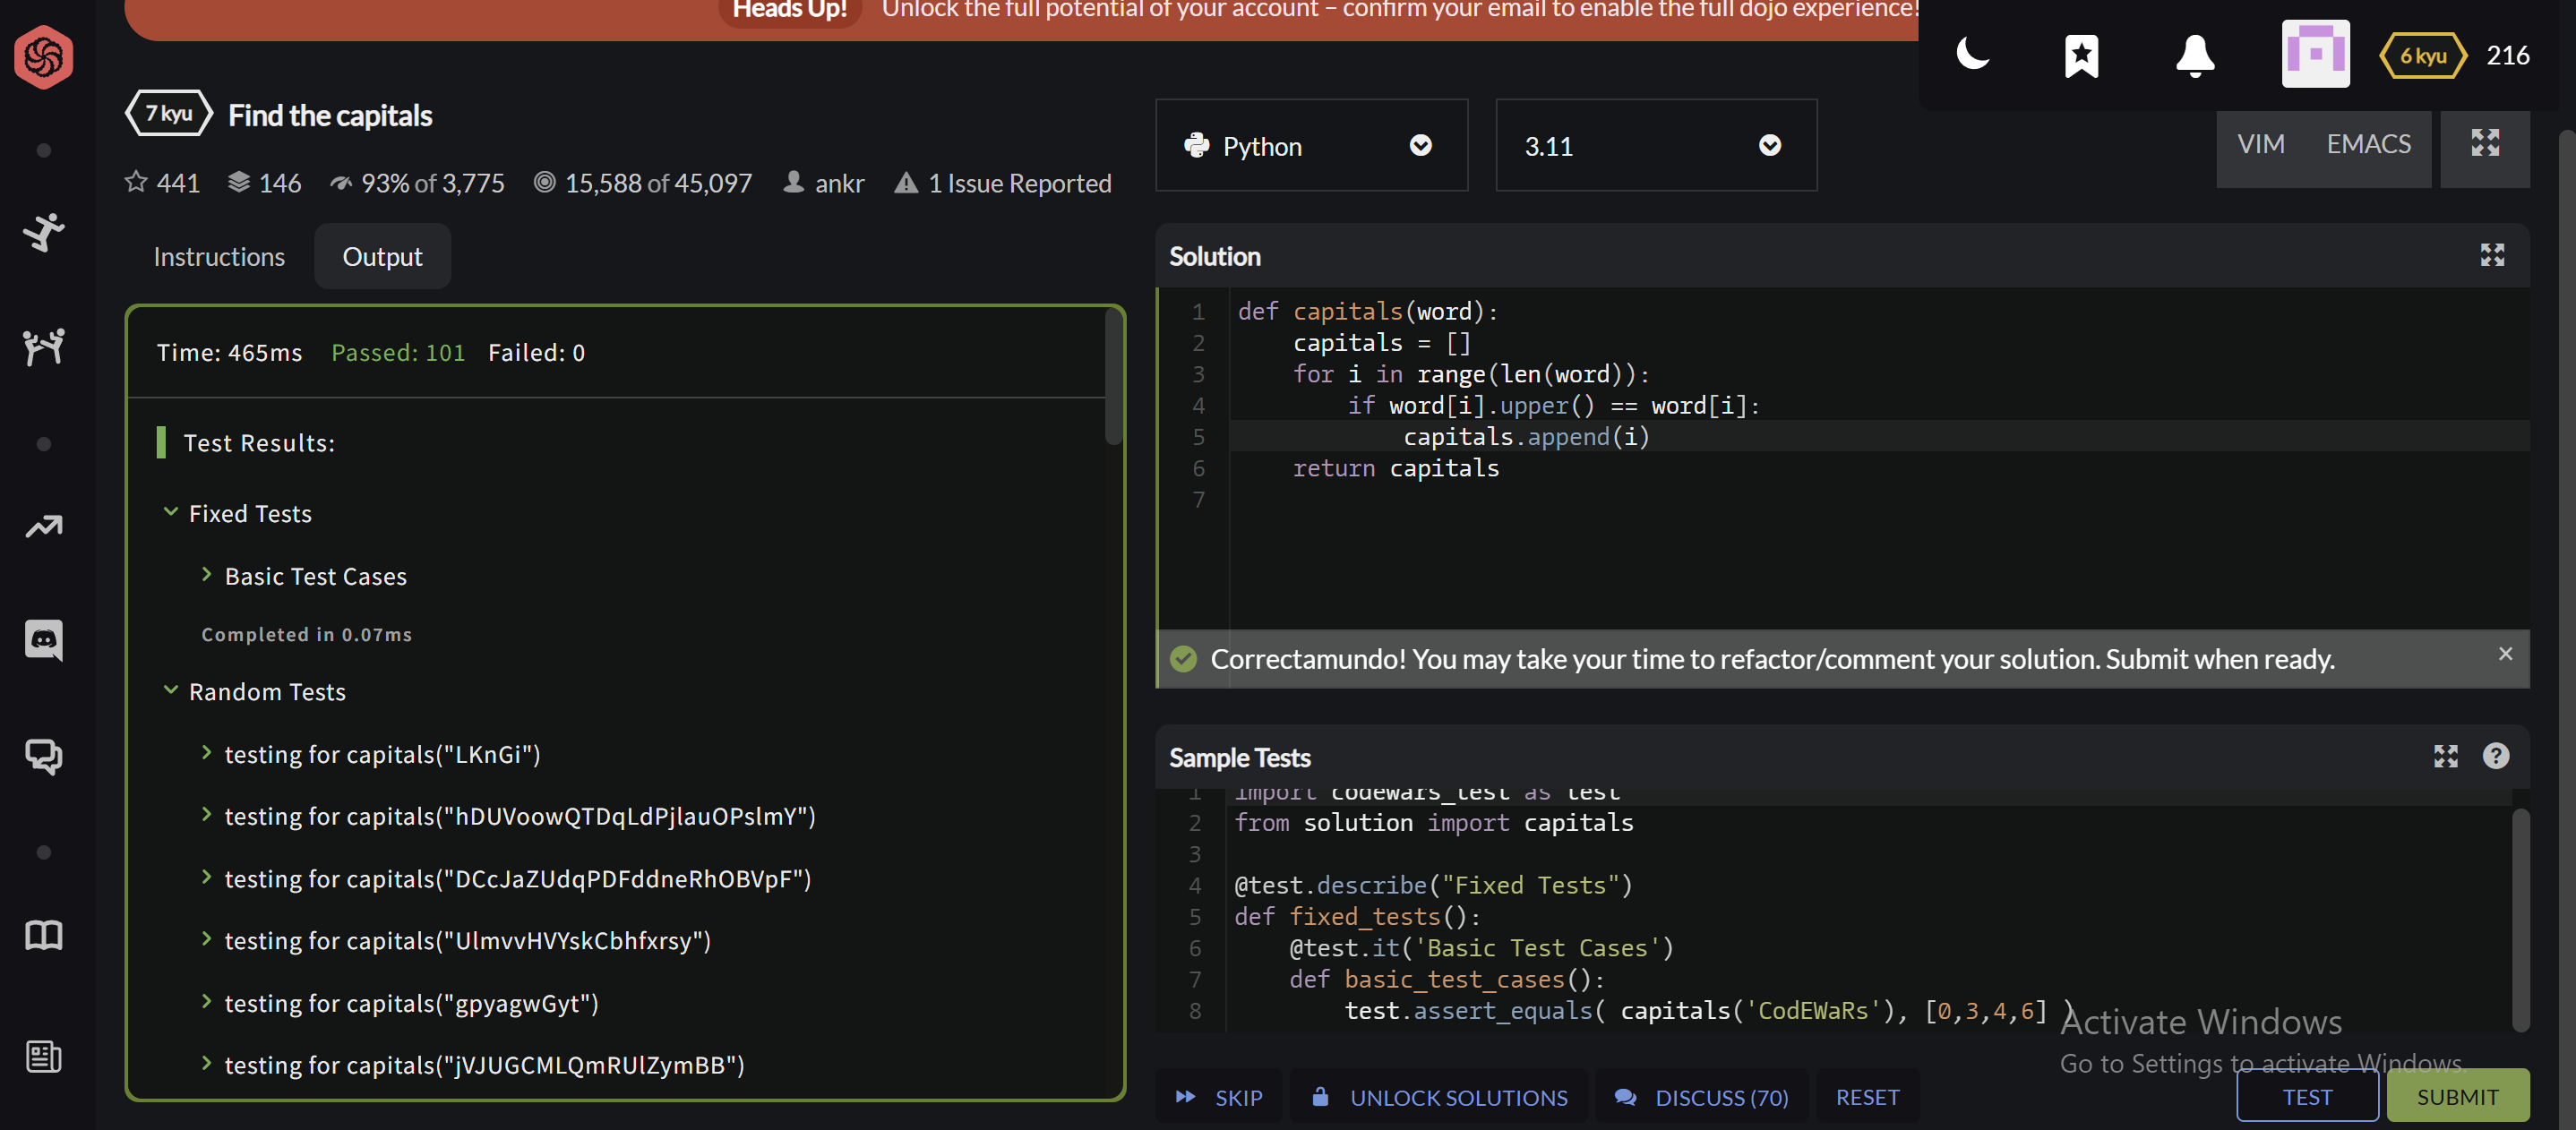 Heads Up! Unlock the full potential of your account – confirm your email to enable the full dojo experience!
6 kyu 216
7 kyu Find the capitals
441 146 93% of 3,775 15,588 of 45,097 ankr 1 Issue Reported
Python 3.11 VIM EMACS
Instructions Output
Time: 465ms Passed: 101 Failed: 0
Test Results:
Fixed Tests
Basic Test Cases
Completed in 0.07ms
Random Tests
testing for capitals("LKnGi")
testing for capitals("hDUVoowQTDqLdPjlauOPslmY")
testing for capitals("DCcJaZUdqPDFddneRhOBVpF")
testing for capitals("UlmvvHVYskCbhfxrsy")
testing for capitals("gpyagwGyt")
testing for capitals("jVJUGCMLQmRUlZymBB")
Solution
1 def capitals(word):
2 capitals = []
3 for i in range(len(word)):
4 if word[i].upper() == word[i]:
5 capitals.append(i)
6 return capitals
7
Correctamundo! You may take your time to refactor/comment your solution. Submit when ready.
Sample Tests
1 import codewars_test as test
2 from solution import capitals
3
4 @test.describe("Fixed Tests")
5 def fixed_tests():
6 @test.it('Basic Test Cases')
7 def basic_test_cases():
8 test.assert_equals( capitals('CodEWaRs'), [0,3,4,6] )
Activate Windows
Go to Settings to activate Windows.
SKIP UNLOCK SOLUTIONS DISCUSS (70) RESET TEST SUBMIT